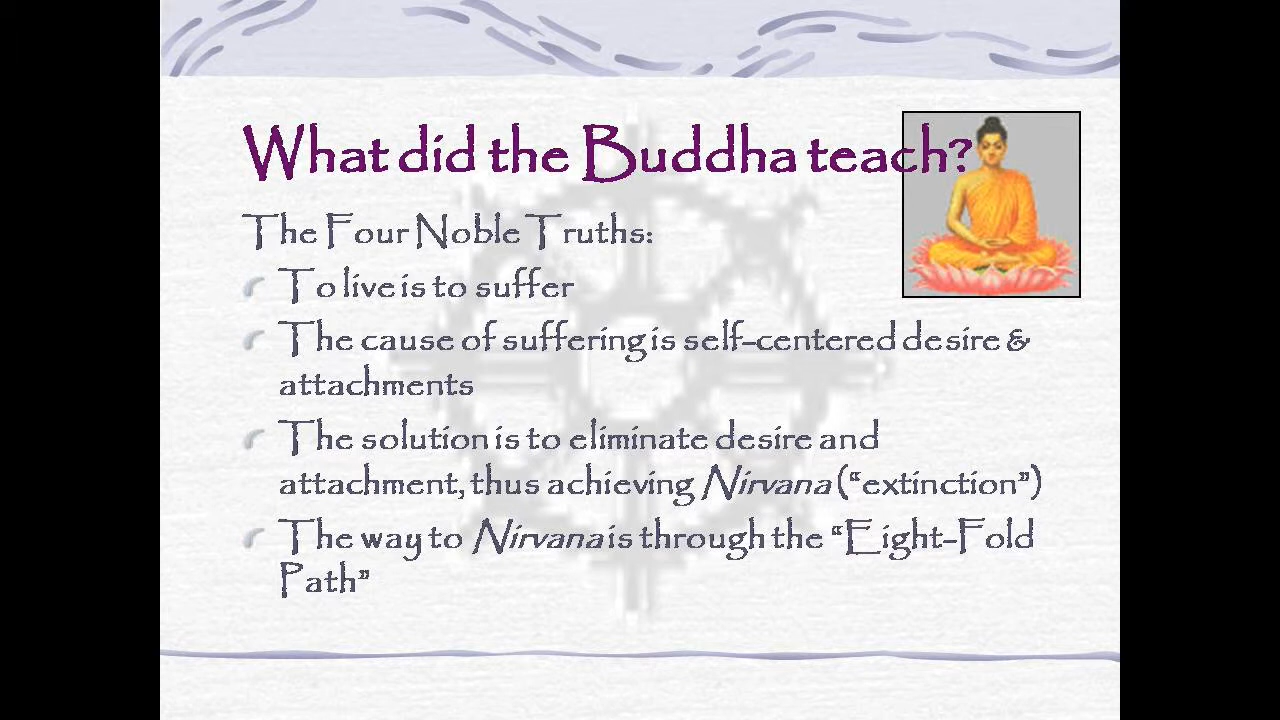 What did the Buddha teach?
The Four Noble Truths:
To live is to suffer
The cause of suffering is self-centered desire &
attachments
The solution is to eliminate desire and
attachment, thus achieving Nirvana (“extinction”)
The way to Nirvana is through the “Eight-Fold
Path”